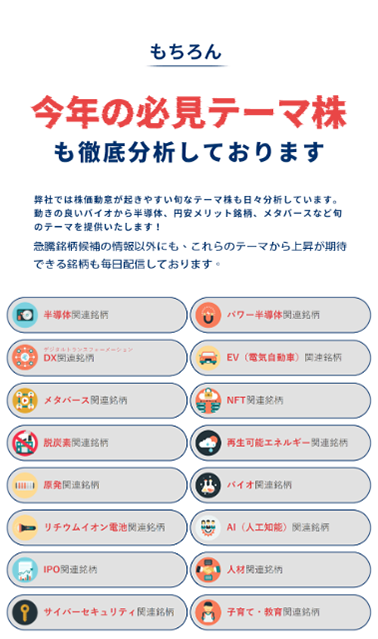 もちろん
今年の必見テーマ株
も徹底分析しております
弊社では株価動意が起きやすい旬なテーマ株も日々分析しています。
動きの良いバイオから半導体、円安メリット銘柄、メタバースなど旬
のテーマを提供いたします！
急騰銘柄候補の情報以外にも、これらのテーマから上昇が期待
できる銘柄も毎日配信しております。
半導体関連銘柄
パワー半導体関連銘柄
デジタルトランスフォーメーション
DX関連銘柄
EV（電気自動車）関連銘柄
メタバース関連銘柄
NFT関連銘柄
脱炭素関連銘柄
再生可能エネルギー関連銘柄
原発関連銘柄
バイオ関連銘柄
リチウムイオン電池関連銘柄
AI（人工知能）関連銘柄
IPO関連銘柄
人材関連銘柄
サイバーセキュリティ関連銘柄
子育て・教育関連銘柄